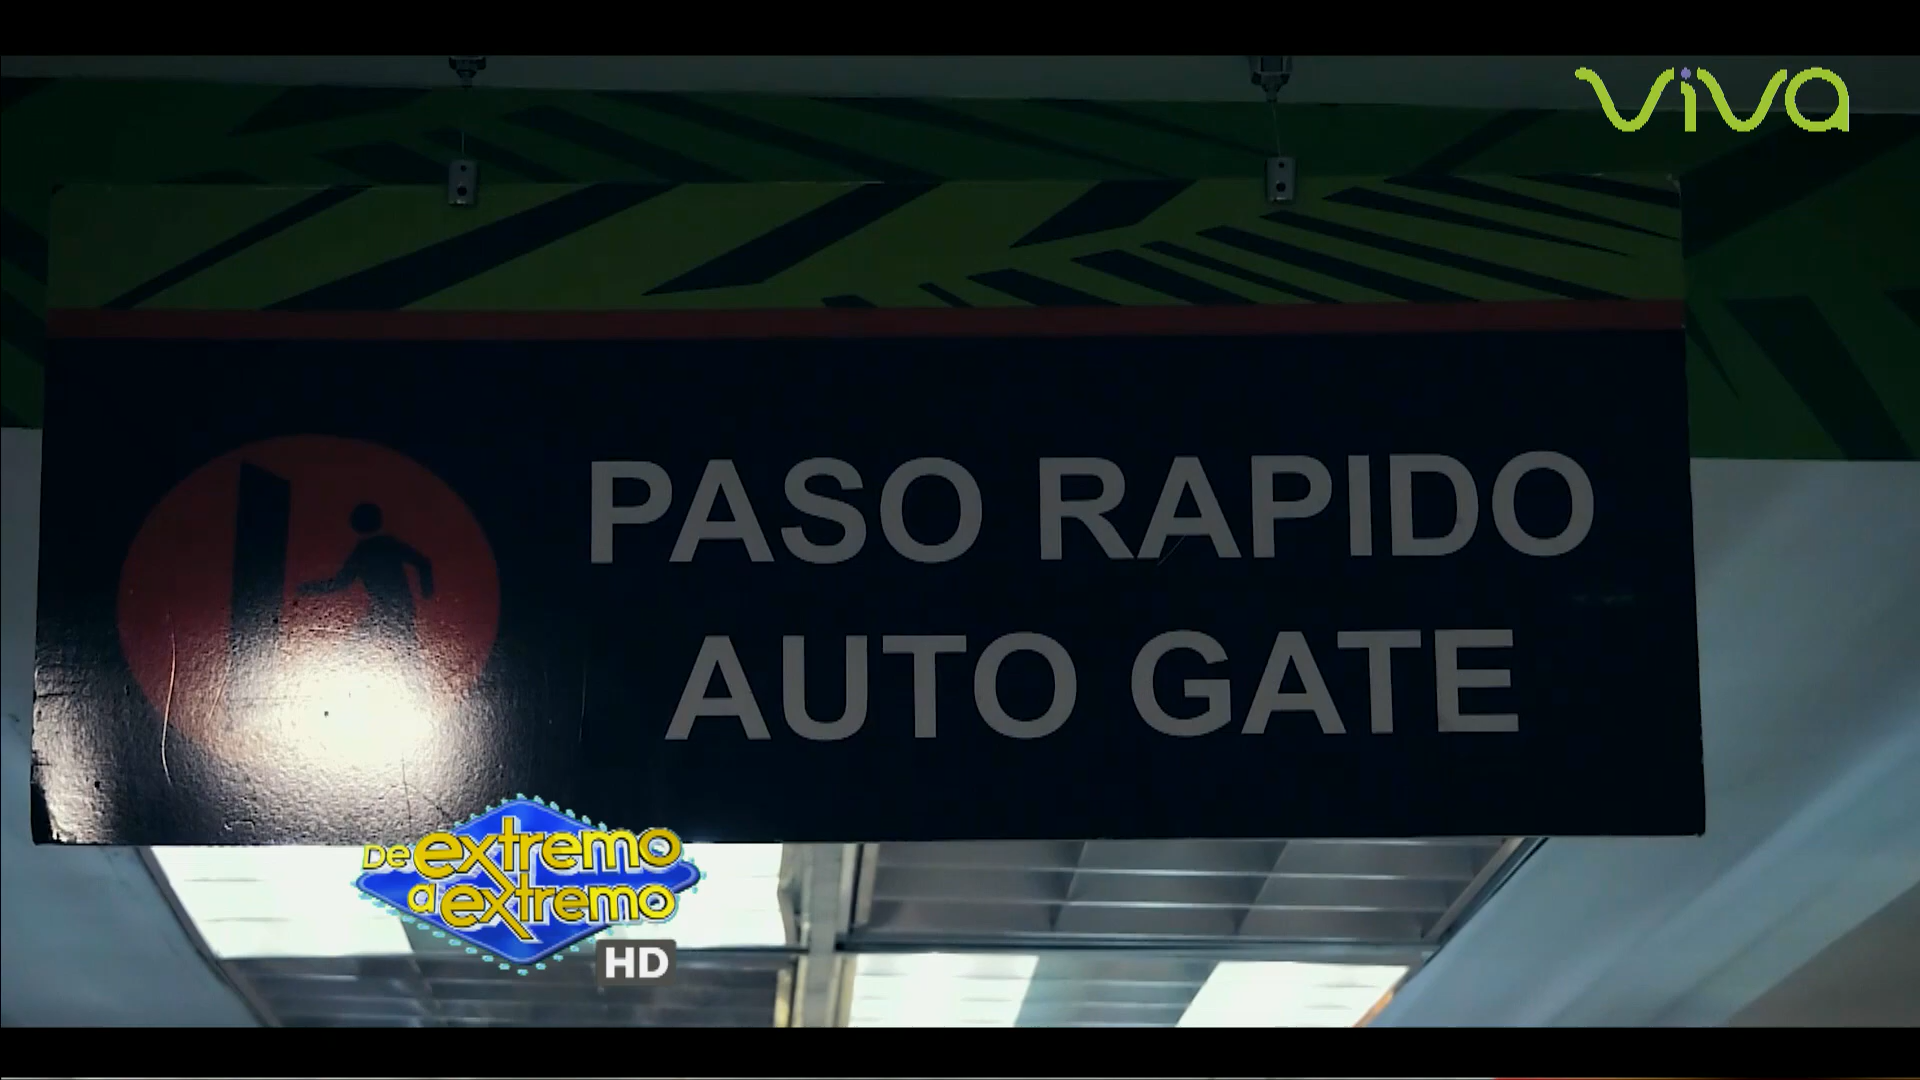 viva
PASO RAPIDO
AUTO GATE
De extremo
a extremo
HD